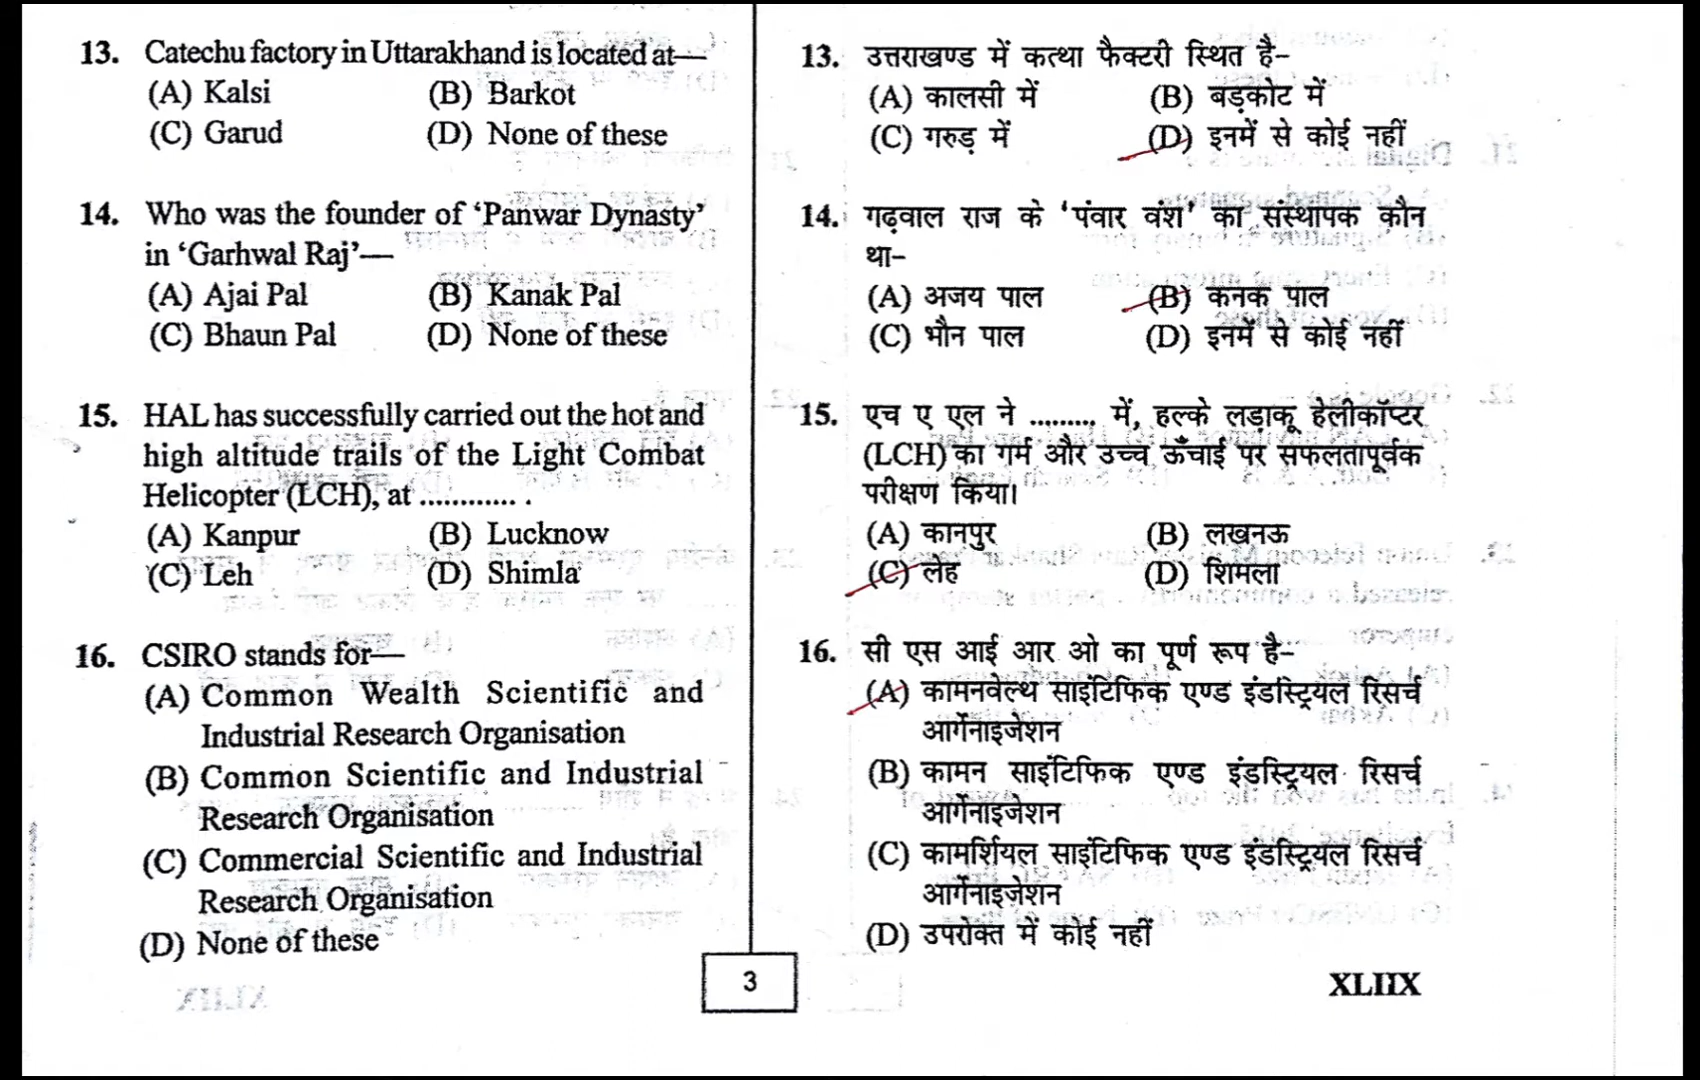 13. Catechu factory in Uttarakhand is located at—
(A) Kalsi (B) Barkot
(C) Garud (D) None of these
14. Who was the founder of ‘Panwar Dynasty’
in ‘Garhwal Raj’—
(A) Ajai Pal (B) Kanak Pal
(C) Bhaun Pal (D) None of these
15. HAL has successfully carried out the hot and
high altitude trails of the Light Combat
Helicopter (LCH), at ............. .
(A) Kanpur (B) Lucknow
(C) Leh (D) Shimla
16. CSIRO stands for—
(A) Common Wealth Scientific and
Industrial Research Organisation
(B) Common Scientific and Industrial
Research Organisation
(C) Commercial Scientific and Industrial
Research Organisation
(D) None of these
13. उत्तराखण्ड में कत्था फैक्टरी स्थित है–
(A) कालसी में (B) बड़कोट में
(C) गरुड़ में (D) इनमें से कोई नहीं
14. गढ़वाल राज के ‘पंवार वंश’ का संस्थापक कौन
था–
(A) अजय पाल (B) कनक पाल
(C) भौन पाल (D) इनमें से कोई नहीं
15. एच ए एल ने .......... में, हल्के लड़ाकू हेलीकॉप्टर
(LCH) का गर्म और उच्च ऊँचाई पर सफलतापूर्वक
परीक्षण किया।
(A) कानपुर (B) लखनऊ
(C) लेह (D) शिमला
16. सी एस आई आर ओ का पूर्ण रूप है–
(A) कामनवेल्थ साइंटिफिक एण्ड इंडस्ट्रियल रिसर्च
आर्गेनाइजेशन
(B) कामन साइंटिफिक एण्ड इंडस्ट्रियल रिसर्च
आर्गेनाइजेशन
(C) कामर्शियल साइंटिफिक एण्ड इंडस्ट्रियल रिसर्च
आर्गेनाइजेशन
(D) उपरोक्त में कोई नहीं
3
XLIIX